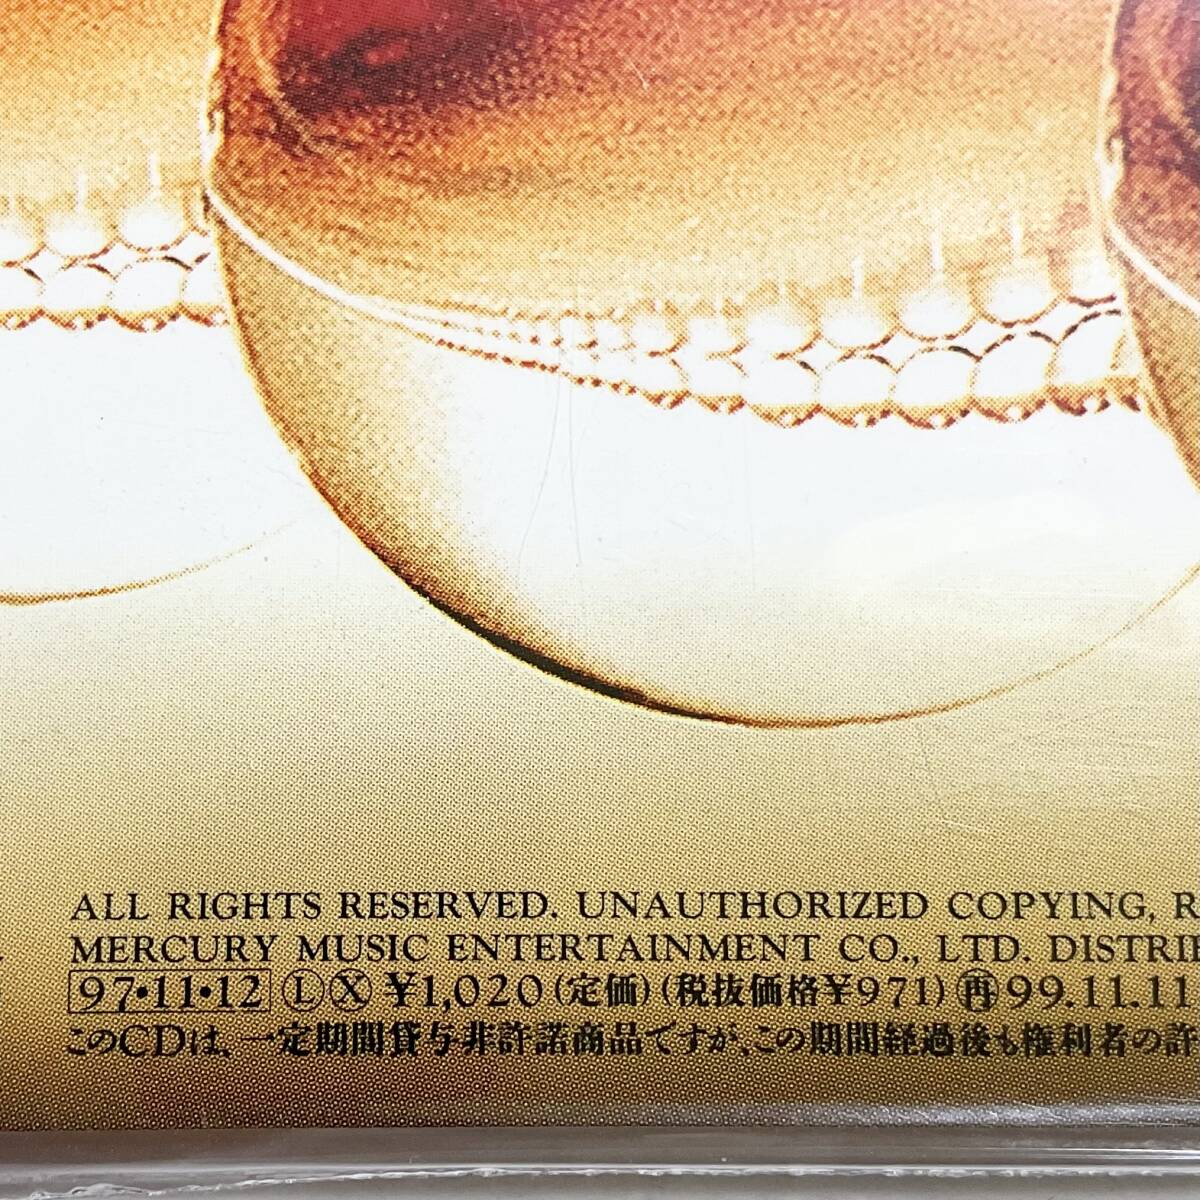 ALL RIGHTS RESERVED. UNAUTHORIZED COPYING, R
MERCURY MUSIC ENTERTAINMENT CO., LTD. DISTRIB
97•11•12 Ⓛ Ⓧ ¥1,020 (定価) (税抜価格¥971) 再 99.11.11
このCDは、一定期間貸与非許諾商品ですが、この期間経過後も権利者の許